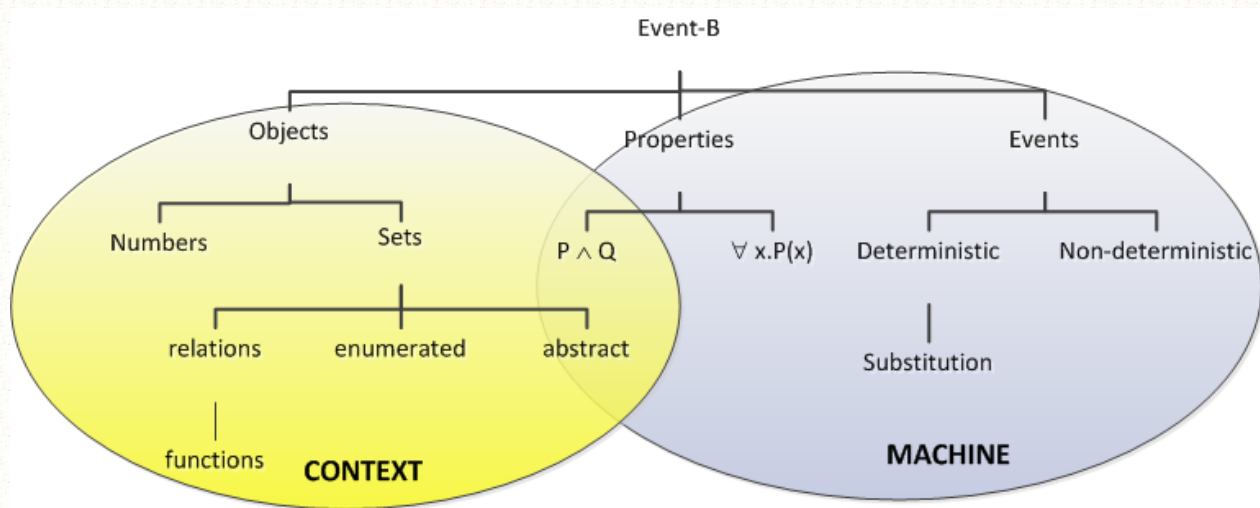 Event-B
Objects
Properties
Events
Numbers
Sets
P ∧ Q
∀ x.P(x)
Deterministic
Non-deterministic
relations
enumerated
abstract
Substitution
functions
CONTEXT
MACHINE